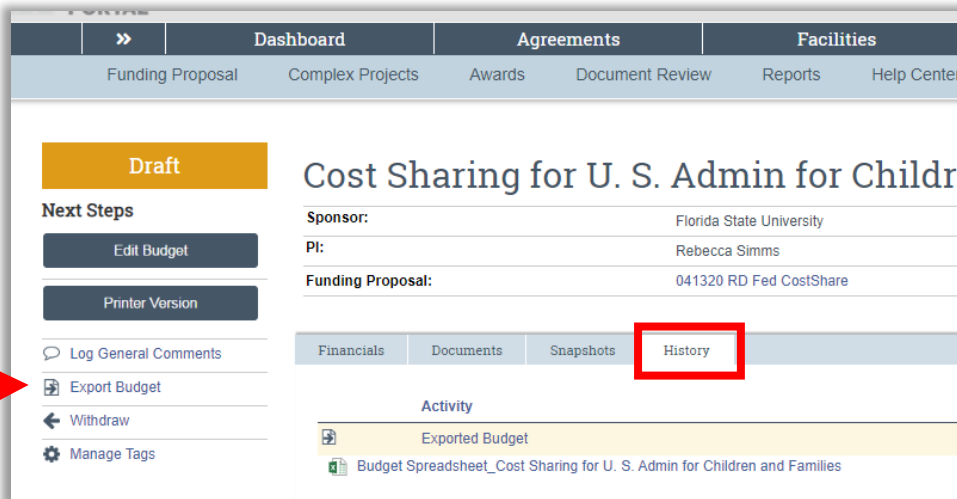 PORTAL
» Dashboard Agreements Facilities
Funding Proposal Complex Projects Awards Document Review Reports Help Center
Draft
Cost Sharing for U. S. Admin for Childr
Next Steps
Edit Budget
Printer Version
Log General Comments
Export Budget
Withdraw
Manage Tags
Sponsor: Florida State University
PI: Rebecca Simms
Funding Proposal: 041320 RD Fed CostShare
Financials Documents Snapshots History
Activity
Exported Budget
Budget Spreadsheet_Cost Sharing for U. S. Admin for Children and Families